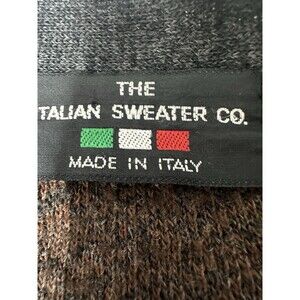 THE
TALIAN SWEATER CO.
MADE IN ITALY